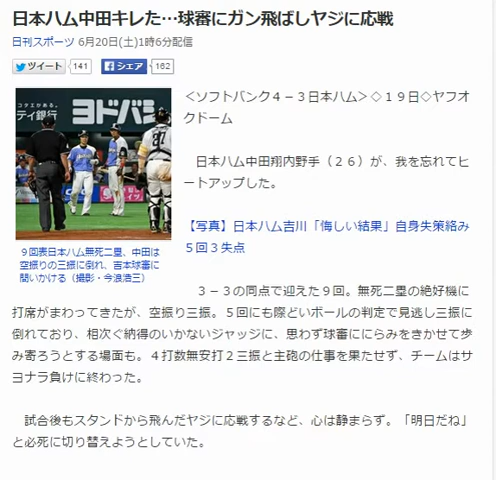 日本ハム中田キレた…球審にガン飛ばしヤジに応戦
日刊スポーツ 6月20日(土)1時6分配信
ツイート 141 シェア 162
コタエて
ティ銀行 ヨドバシ
＜ソフトバンク４－３日本ハム＞◇１９日◇ヤフオ
クドーム
日本ハム中田翔内野手（２６）が、我を忘れてヒ
ートアップした。
【写真】日本ハム吉川「悔しい結果」自身失策絡み
５回３失点
９回表日本ハム無死二塁、中田は
空振りの三振に倒れ、吉本球審に
問いかける（撮影・今浪浩三）
３－３の同点で迎えた９回。無死二塁の絶好機に
打席がまわってきたが、空振り三振。５回にも際どいボールの判定で見逃し三振に
倒れており、相次ぐ納得のいかないジャッジに、思わず球審ににらみをきかせて歩
み寄ろうとする場面も。４打数無安打２三振と主砲の仕事を果たせず、チームはサ
ヨナラ負けに終わった。
試合後もスタンドから飛んだヤジに応戦するなど、心は静まらず。「明日だね」
と必死に切り替えようとしていた。